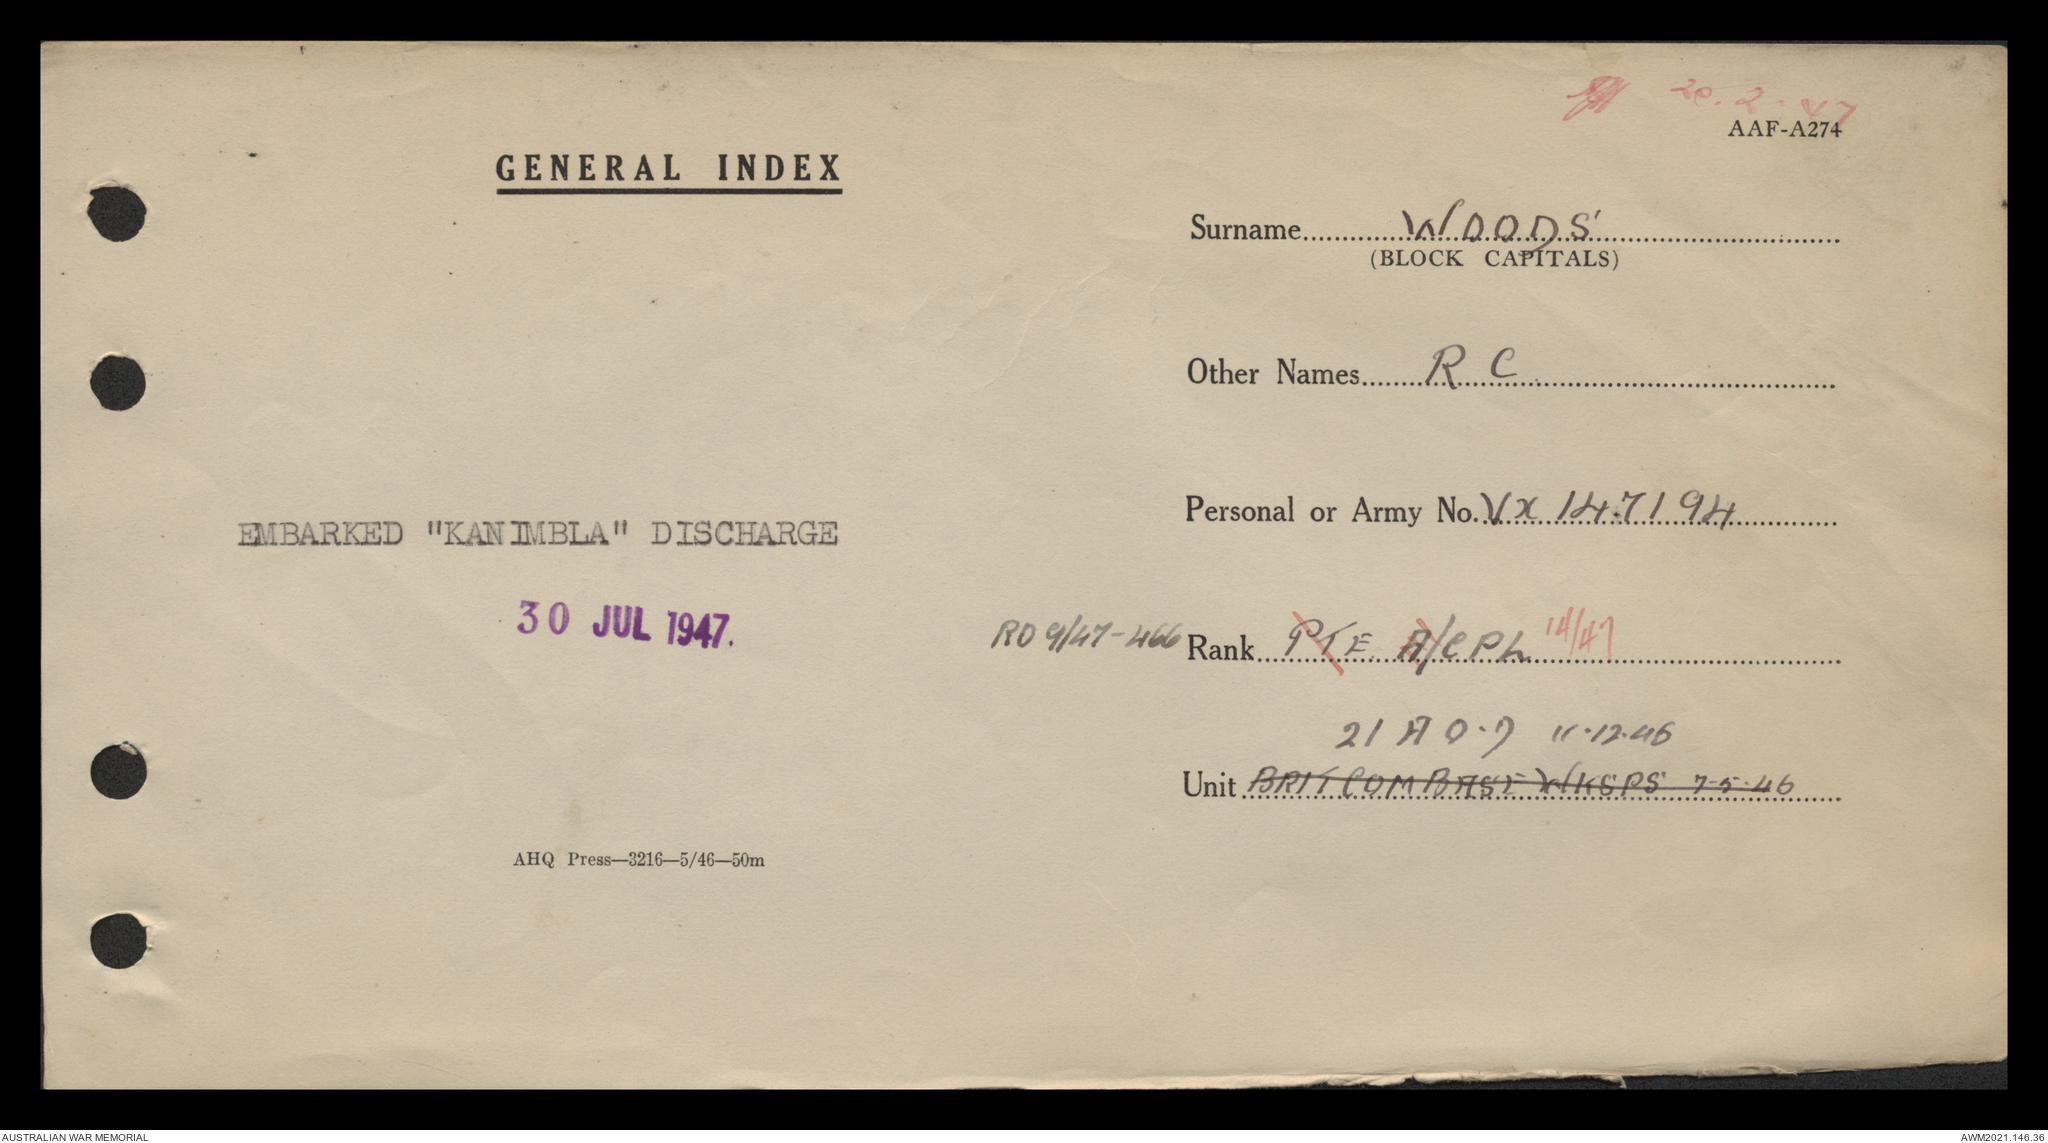 20.2.47
AAF-A274
GENERAL INDEX
Surname WOODS
(BLOCK CAPITALS)
Other Names R C
Personal or Army No. VX 147194
EMBARKED "KANIMBLA" DISCHARGE
30 JUL 1947.
RO 9/47-466 Rank PTE A/CPL 14/47
21 A O.D 11.12.46
Unit BRITCOM BASE WKSPS 7-5-46
AHQ Press—3216—5/46—50m
AUSTRALIAN WAR MEMORIAL
AWM2021.146.36